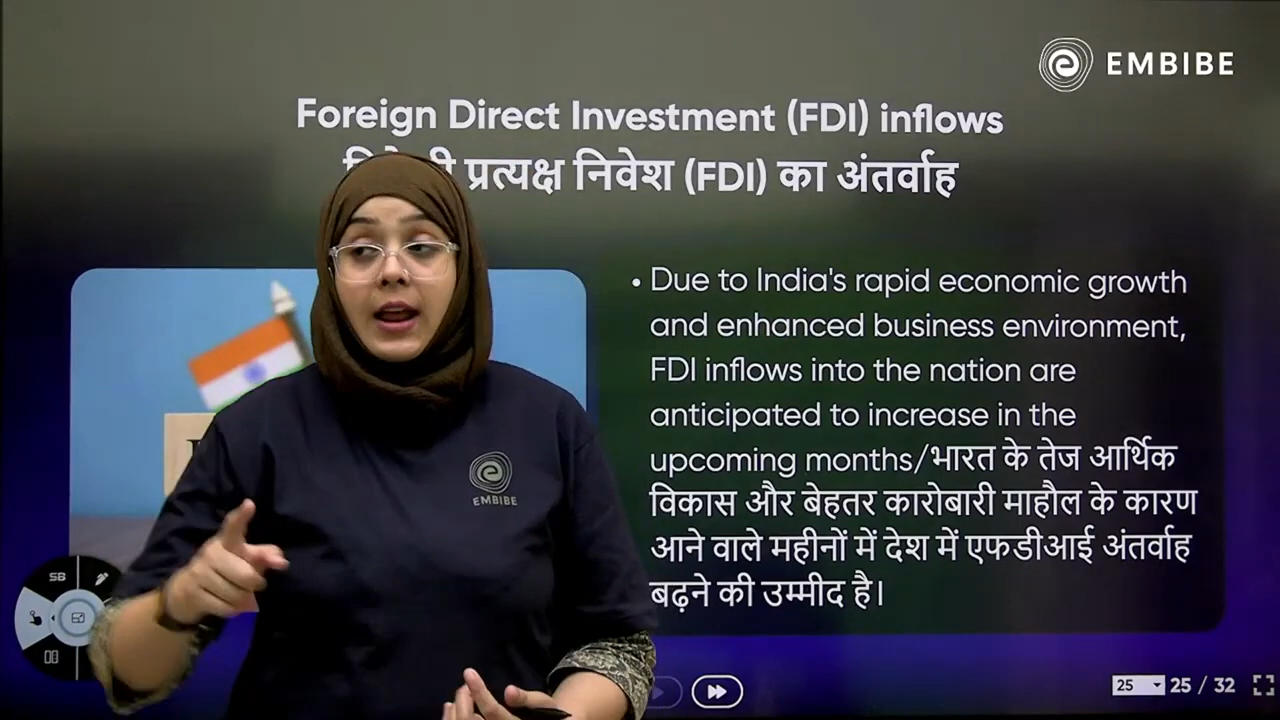 EMBIBE
Foreign Direct Investment (FDI) inflows
प्रत्यक्ष निवेश (FDI) का अंतर्वाह
• Due to India's rapid economic growth
and enhanced business environment,
FDI inflows into the nation are
anticipated to increase in the
upcoming months/भारत के तेज आर्थिक
विकास और बेहतर कारोबारी माहौल के कारण
आने वाले महीनों में देश में एफडीआई अंतर्वाह
बढ़ने की उम्मीद है।
EMBIBE
SB
25 25 / 32